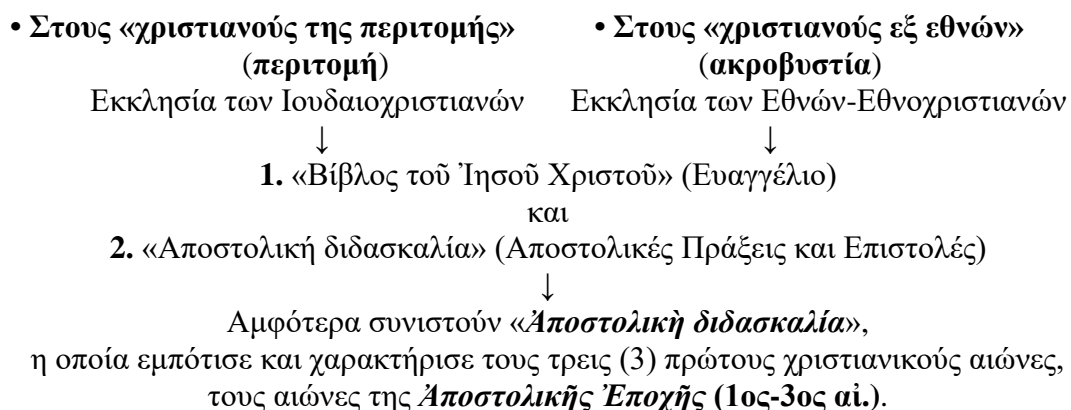 • Στους «χριστιανούς της περιτομής» • Στους «χριστιανούς εξ εθνών»
(περιτομή) (ακροβυστία)
Εκκλησία των Ιουδαιοχριστιανών Εκκλησία των Εθνών-Εθνοχριστιανών
↓ ↓
1. «Βίβλος τοῦ Ἰησοῦ Χριστοῦ» (Ευαγγέλιο)
και
2. «Αποστολική διδασκαλία» (Αποστολικές Πράξεις και Επιστολές)
↓
Αμφότερα συνιστούν «Ἀποστολικὴ διδασκαλία»,
η οποία εμπότισε και χαρακτήρισε τους τρεις (3) πρώτους χριστιανικούς αιώνες,
τους αιώνες της Ἀποστολικῆς Ἐποχῆς (1ος-3ος αἰ.).